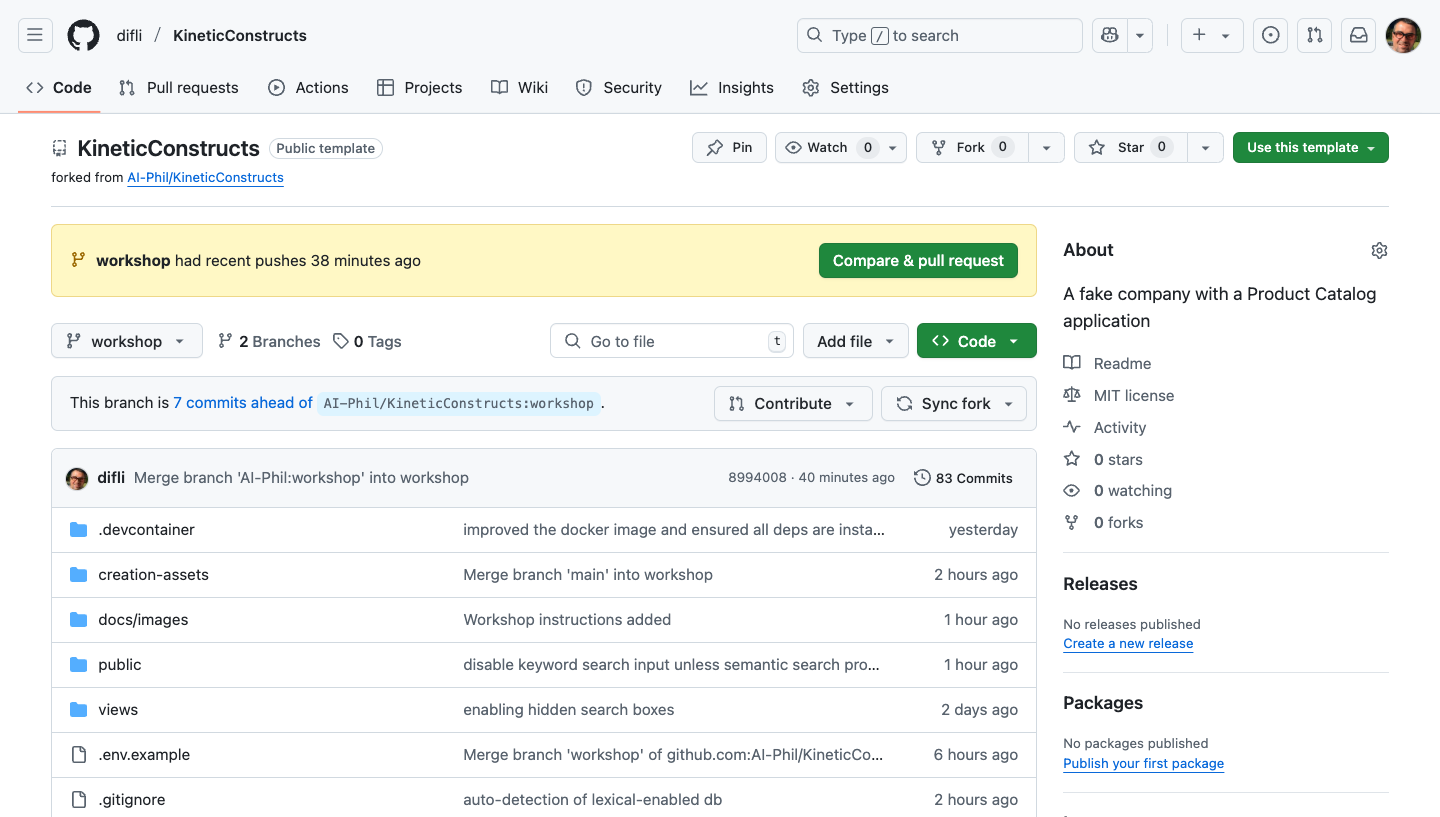 difli / KineticConstructs
Type / to search
Code Pull requests Actions Projects Wiki Security Insights Settings
KineticConstructs Public template
Pin Watch 0 Fork 0 Star 0 Use this template
forked from AI-Phil/KineticConstructs
workshop had recent pushes 38 minutes ago
Compare & pull request
workshop 2 Branches 0 Tags
Go to file t Add file Code
This branch is 7 commits ahead of AI-Phil/KineticConstructs:workshop.
Contribute Sync fork
difli Merge branch 'AI-Phil:workshop' into workshop 8994008 · 40 minutes ago 83 Commits
.devcontainer improved the docker image and ensured all deps are insta... yesterday
creation-assets Merge branch 'main' into workshop 2 hours ago
docs/images Workshop instructions added 1 hour ago
public disable keyword search input unless semantic search pro... 1 hour ago
views enabling hidden search boxes 2 days ago
.env.example Merge branch 'workshop' of github.com:AI-Phil/KineticCo... 6 hours ago
.gitignore auto-detection of lexical-enabled db 2 hours ago
About
A fake company with a Product Catalog
application
Readme
MIT license
Activity
0 stars
0 watching
0 forks
Releases
No releases published
Create a new release
Packages
No packages published
Publish your first package